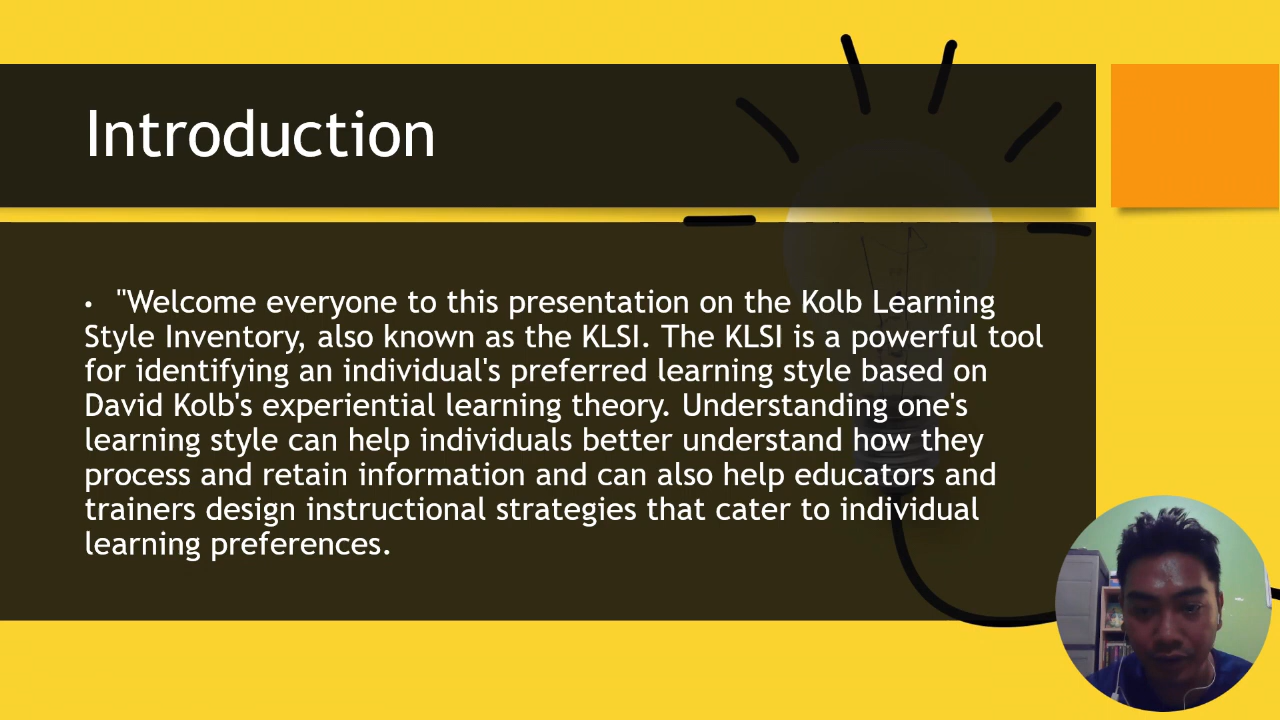 Introduction
• "Welcome everyone to this presentation on the Kolb Learning
Style Inventory, also known as the KLSI. The KLSI is a powerful tool
for identifying an individual's preferred learning style based on
David Kolb's experiential learning theory. Understanding one's
learning style can help individuals better understand how they
process and retain information and can also help educators and
trainers design instructional strategies that cater to individual
learning preferences.